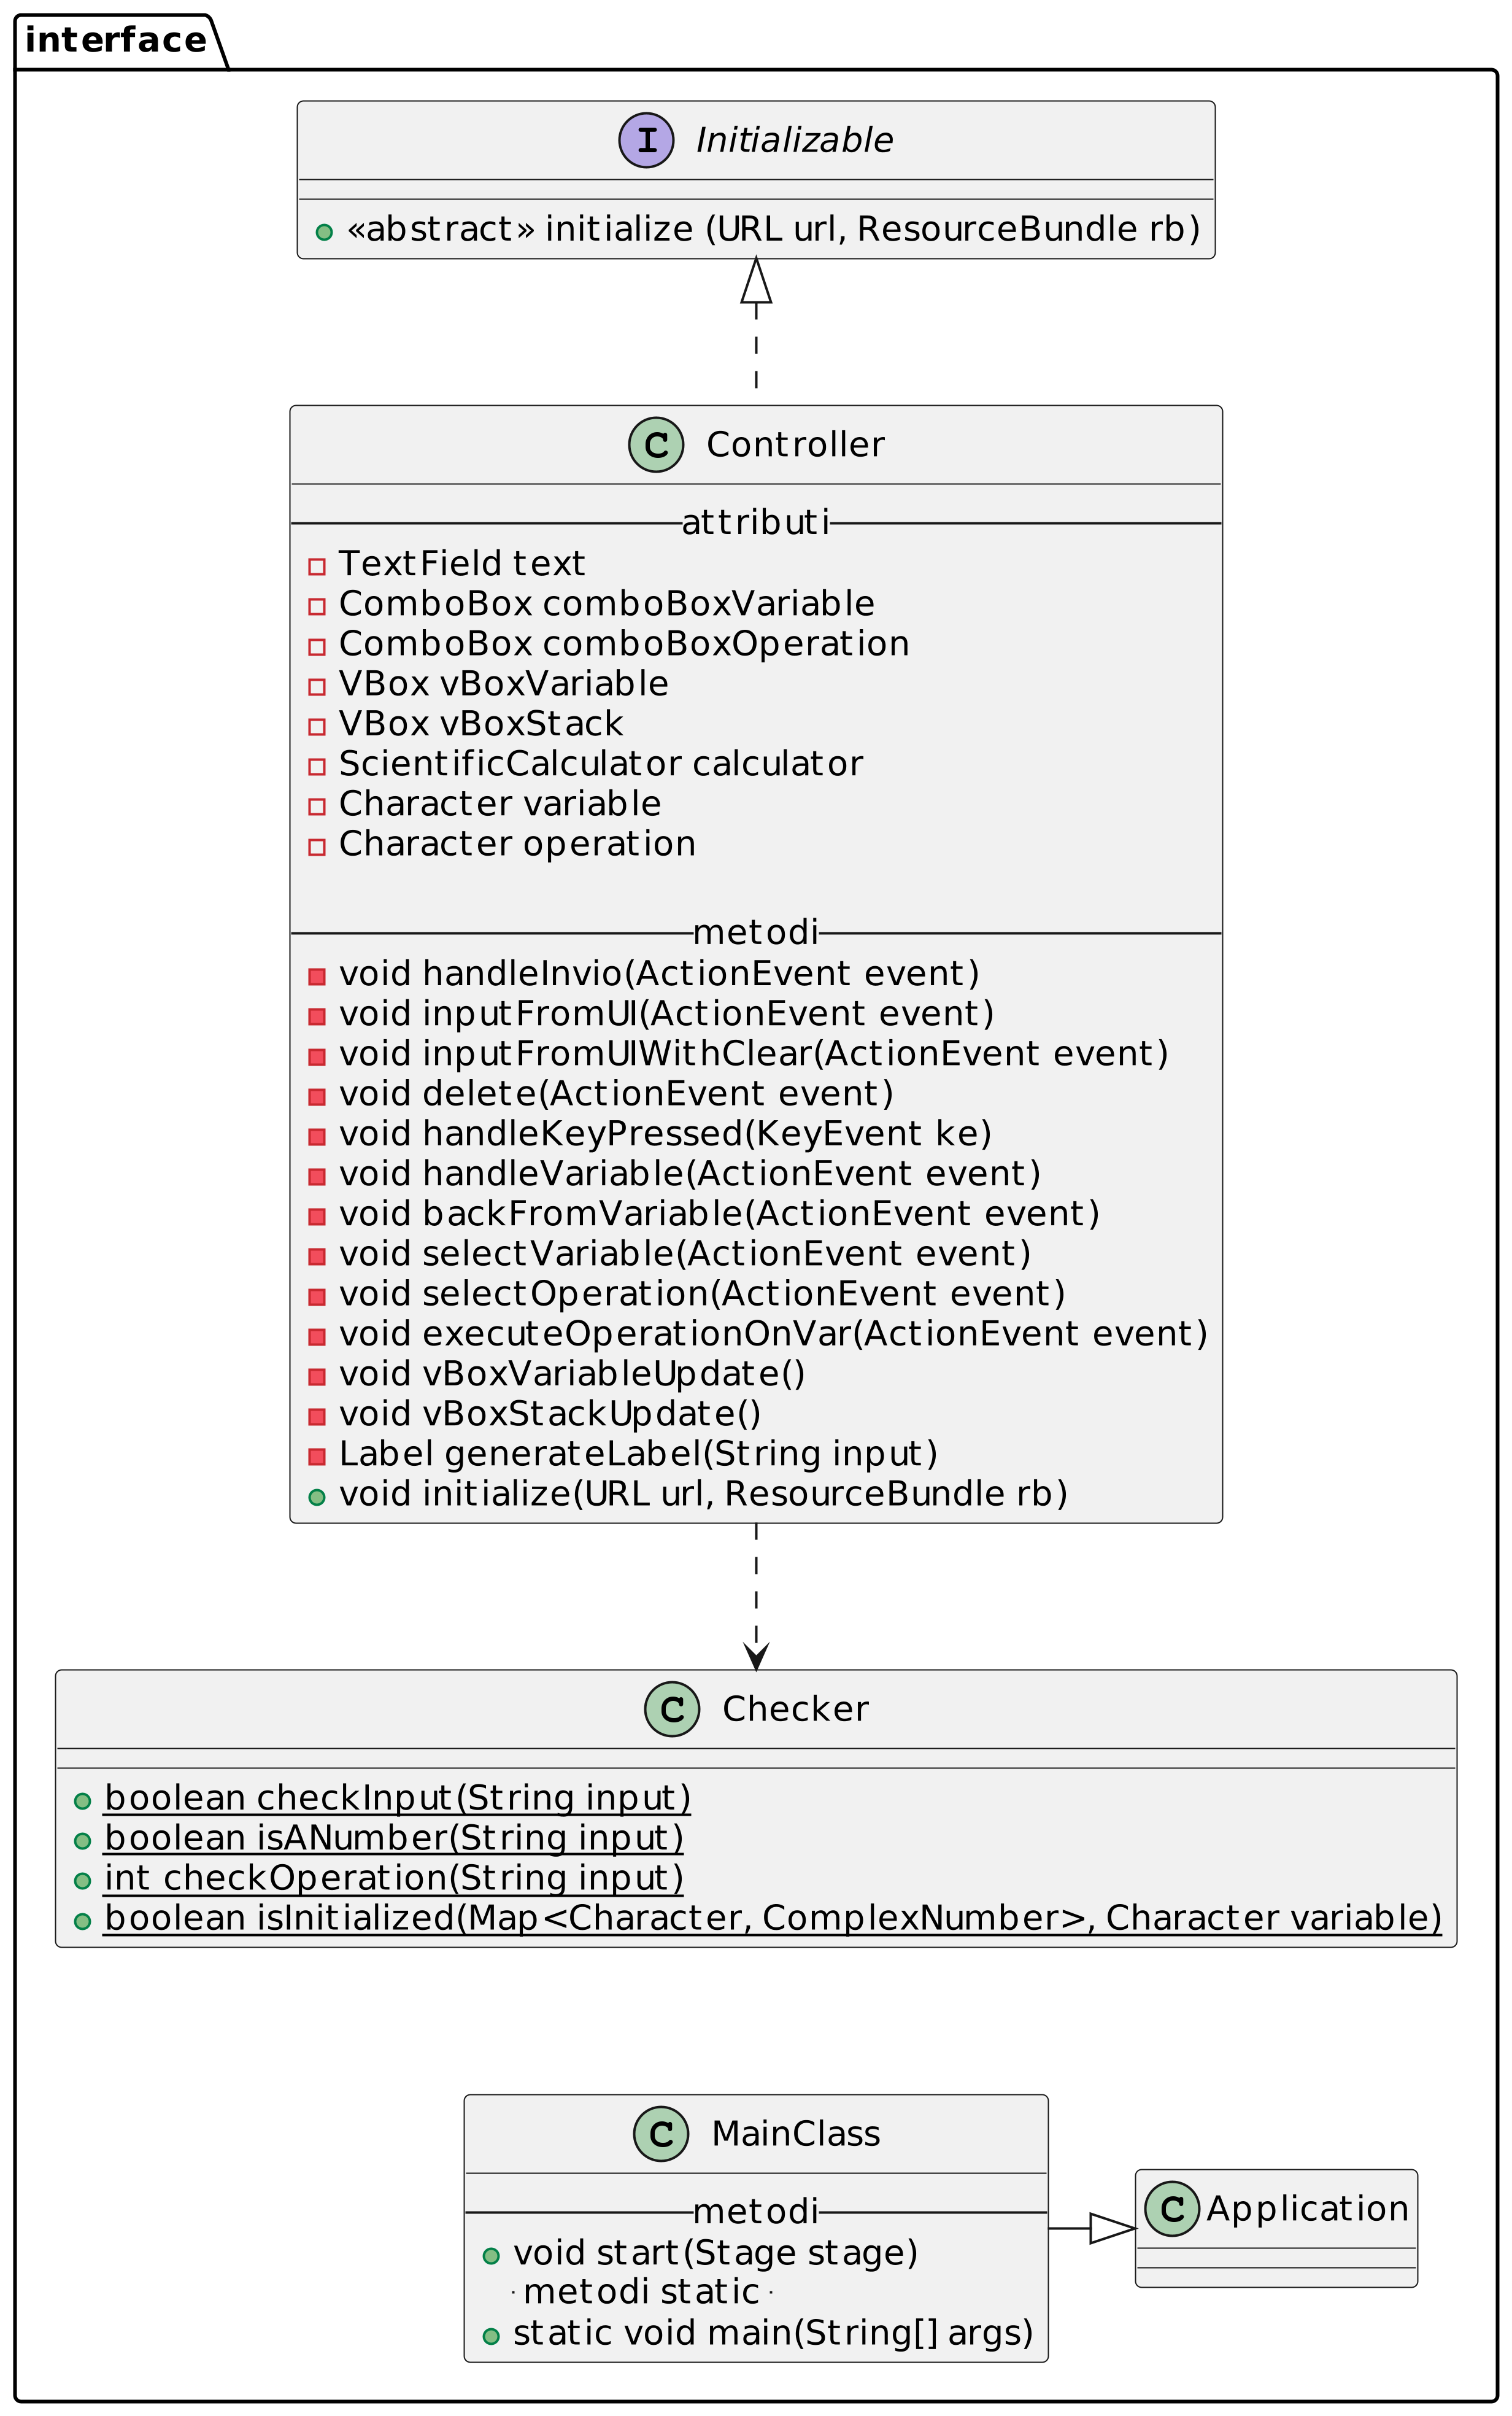 interface
I Initializable
«abstract» initialize (URL url, ResourceBundle rb)
C Controller
attributi
TextField text
ComboBox comboBoxVariable
ComboBox comboBoxOperation
VBox vBoxVariable
VBox vBoxStack
ScientificCalculator calculator
Character variable
Character operation
metodi
void handleInvio(ActionEvent event)
void inputFromUI(ActionEvent event)
void inputFromUIWithClear(ActionEvent event)
void delete(ActionEvent event)
void handleKeyPressed(KeyEvent ke)
void handleVariable(ActionEvent event)
void backFromVariable(ActionEvent event)
void selectVariable(ActionEvent event)
void selectOperation(ActionEvent event)
void executeOperationOnVar(ActionEvent event)
void vBoxVariableUpdate()
void vBoxStackUpdate()
Label generateLabel(String input)
void initialize(URL url, ResourceBundle rb)
C Checker
boolean checkInput(String input)
boolean isANumber(String input)
int checkOperation(String input)
boolean isInitialized(Map<Character, ComplexNumber>, Character variable)
C MainClass
metodi
void start(Stage stage)
metodi static
static void main(String[] args)
C Application